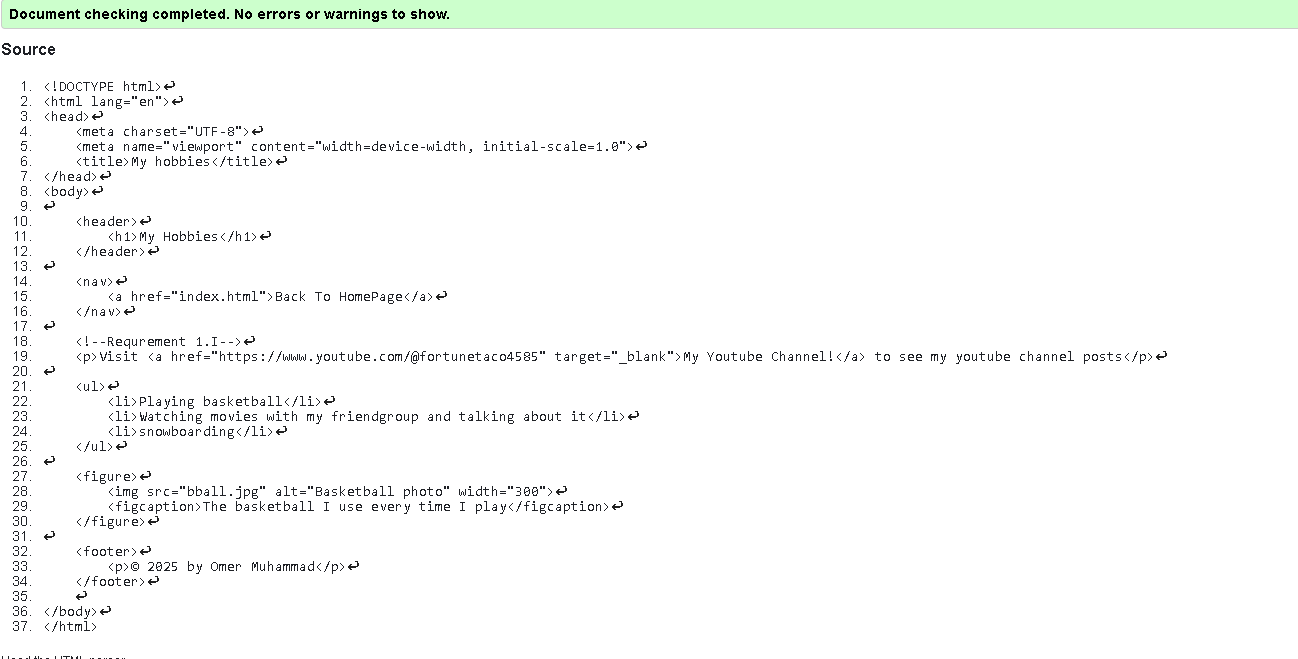 Document checking completed. No errors or warnings to show.
Source
1. <!DOCTYPE html>↩
2. <html lang="en">↩
3. <head>↩
4.     <meta charset="UTF-8">↩
5.     <meta name="viewport" content="width=device-width, initial-scale=1.0">↩
6.     <title>My hobbies</title>↩
7. </head>↩
8. <body>↩
9. ↩
10.     <header>↩
11.         <h1>My Hobbies</h1>↩
12.     </header>↩
13. ↩
14.     <nav>↩
15.         <a href="index.html">Back To HomePage</a>↩
16.     </nav>↩
17. ↩
18.     <!--Requrement 1.I-->↩
19.     <p>Visit <a href="https://www.youtube.com/@fortunetaco4585" target="_blank">My Youtube Channel!</a> to see my youtube channel posts</p>↩
20. ↩
21.     <ul>↩
22.         <li>Playing basketball</li>↩
23.         <li>Watching movies with my friendgroup and talking about it</li>↩
24.         <li>snowboarding</li>↩
25.     </ul>↩
26. ↩
27.     <figure>↩
28.         <img src="bball.jpg" alt="Basketball photo" width="300">↩
29.         <figcaption>The basketball I use every time I play</figcaption>↩
30.     </figure>↩
31. ↩
32.     <footer>↩
33.         <p>© 2025 by Omer Muhammad</p>↩
34.     </footer>↩
35.     ↩
36. </body>↩
37. </html>